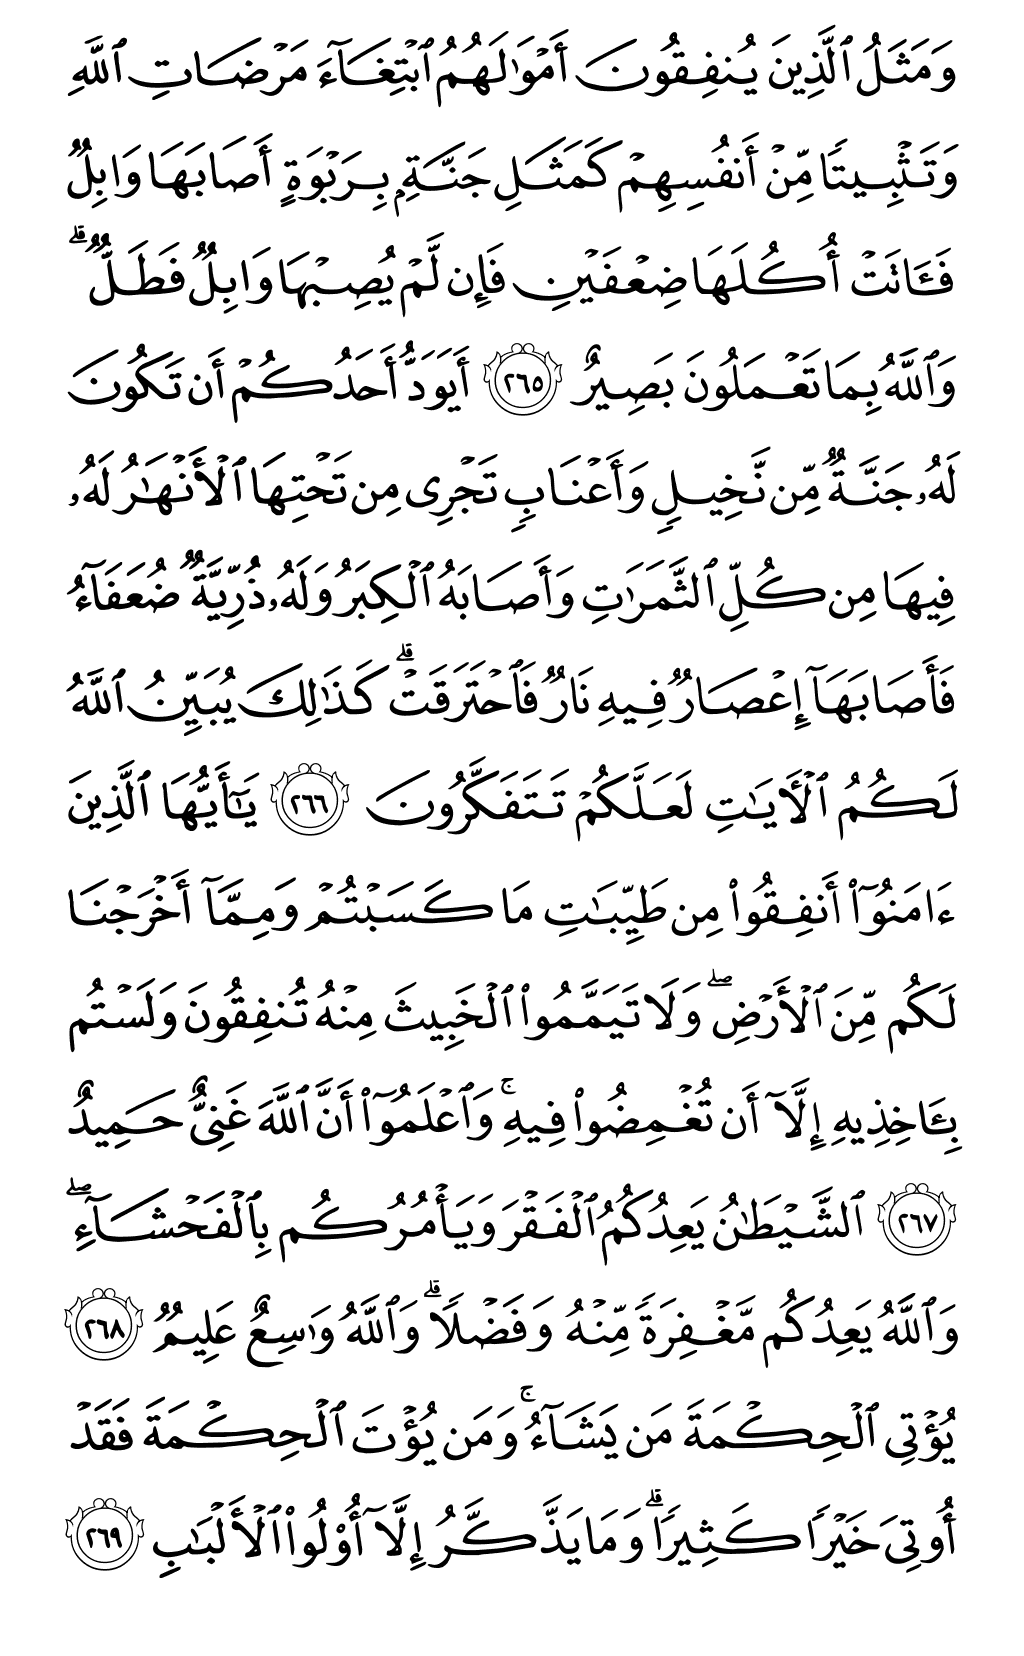 وَمَثَلُ ٱلَّذِينَ يُنفِقُونَ أَمۡوَٰلَهُمُ ٱبۡتِغَآءَ مَرۡضَاتِ ٱللَّهِ
وَتَثۡبِيتٗا مِّنۡ أَنفُسِهِمۡ كَمَثَلِ جَنَّةِۭ بِرَبۡوَةٍ أَصَابَهَا وَابِلٞ
فَـَٔاتَتۡ أُكُلَهَا ضِعۡفَيۡنِ فَإِن لَّمۡ يُصِبۡهَا وَابِلٞ فَطَلّٞۗ
وَٱللَّهُ بِمَا تَعۡمَلُونَ بَصِيرٌ ٢٦٥ أَيَوَدُّ أَحَدُكُمۡ أَن تَكُونَ
لَهُۥ جَنَّةٞ مِّن نَّخِيلٖ وَأَعۡنَابٖ تَجۡرِي مِن تَحۡتِهَا ٱلۡأَنۡهَٰرُ لَهُۥ
فِيهَا مِن كُلِّ ٱلثَّمَرَٰتِ وَأَصَابَهُ ٱلۡكِبَرُ وَلَهُۥ ذُرِّيَّةٞ ضُعَفَآءُ
فَأَصَابَهَآ إِعۡصَارٞ فِيهِ نَارٞ فَٱحۡتَرَقَتۡۗ كَذَٰلِكَ يُبَيِّنُ ٱللَّهُ
لَكُمُ ٱلۡأٓيَٰتِ لَعَلَّكُمۡ تَتَفَكَّرُونَ ٢٦٦ يَٰٓأَيُّهَا ٱلَّذِينَ
ءَامَنُوٓاْ أَنفِقُواْ مِن طَيِّبَٰتِ مَا كَسَبۡتُمۡ وَمِمَّآ أَخۡرَجۡنَا
لَكُم مِّنَ ٱلۡأَرۡضِۖ وَلَا تَيَمَّمُواْ ٱلۡخَبِيثَ مِنۡهُ تُنفِقُونَ وَلَسۡتُم
بِـَٔاخِذِيهِ إِلَّآ أَن تُغۡمِضُواْ فِيهِۚ وَٱعۡلَمُوٓاْ أَنَّ ٱللَّهَ غَنِيٌّ حَمِيدٌ
٢٦٧ ٱلشَّيۡطَٰنُ يَعِدُكُمُ ٱلۡفَقۡرَ وَيَأۡمُرُكُم بِٱلۡفَحۡشَآءِۖ
وَٱللَّهُ يَعِدُكُم مَّغۡفِرَةٗ مِّنۡهُ وَفَضۡلٗاۗ وَٱللَّهُ وَٰسِعٌ عَلِيمٞ ٢٦٨
يُؤۡتِي ٱلۡحِكۡمَةَ مَن يَشَآءُۚ وَمَن يُؤۡتَ ٱلۡحِكۡمَةَ فَقَدۡ
أُوتِيَ خَيۡرٗا كَثِيرٗاۗ وَمَا يَذَّكَّرُ إِلَّآ أُوْلُواْ ٱلۡأَلۡبَٰبِ ٢٦٩